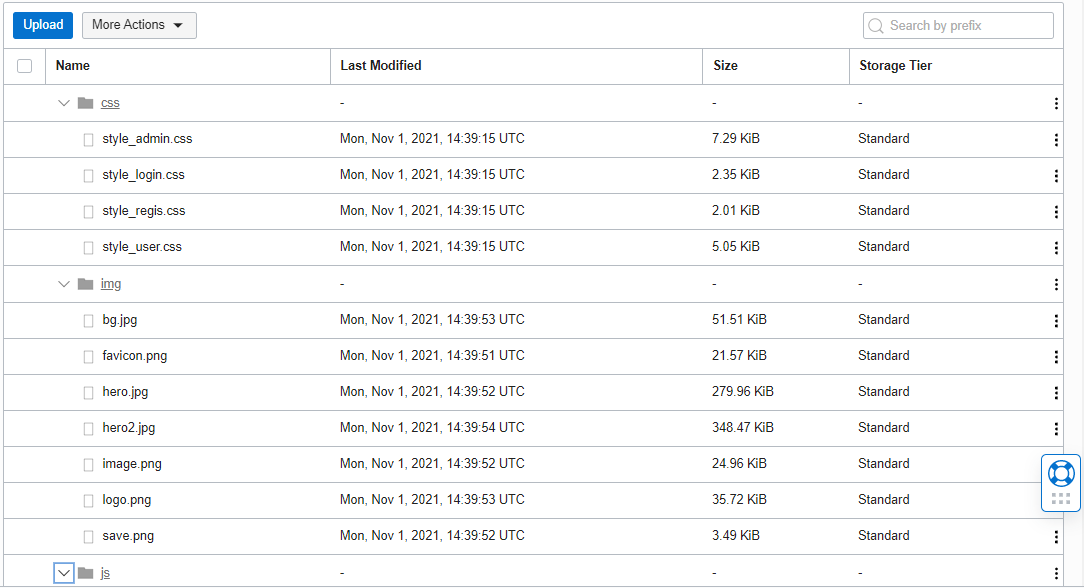 Upload More Actions Search by prefix
Name Last Modified Size Storage Tier
css - - -
style_admin.css Mon, Nov 1, 2021, 14:39:15 UTC 7.29 KiB Standard
style_login.css Mon, Nov 1, 2021, 14:39:15 UTC 2.35 KiB Standard
style_regis.css Mon, Nov 1, 2021, 14:39:15 UTC 2.01 KiB Standard
style_user.css Mon, Nov 1, 2021, 14:39:15 UTC 5.05 KiB Standard
img - - -
bg.jpg Mon, Nov 1, 2021, 14:39:53 UTC 51.51 KiB Standard
favicon.png Mon, Nov 1, 2021, 14:39:51 UTC 21.57 KiB Standard
hero.jpg Mon, Nov 1, 2021, 14:39:52 UTC 279.96 KiB Standard
hero2.jpg Mon, Nov 1, 2021, 14:39:54 UTC 348.47 KiB Standard
image.png Mon, Nov 1, 2021, 14:39:52 UTC 24.96 KiB Standard
logo.png Mon, Nov 1, 2021, 14:39:53 UTC 35.72 KiB Standard
save.png Mon, Nov 1, 2021, 14:39:52 UTC 3.49 KiB Standard
js - - -